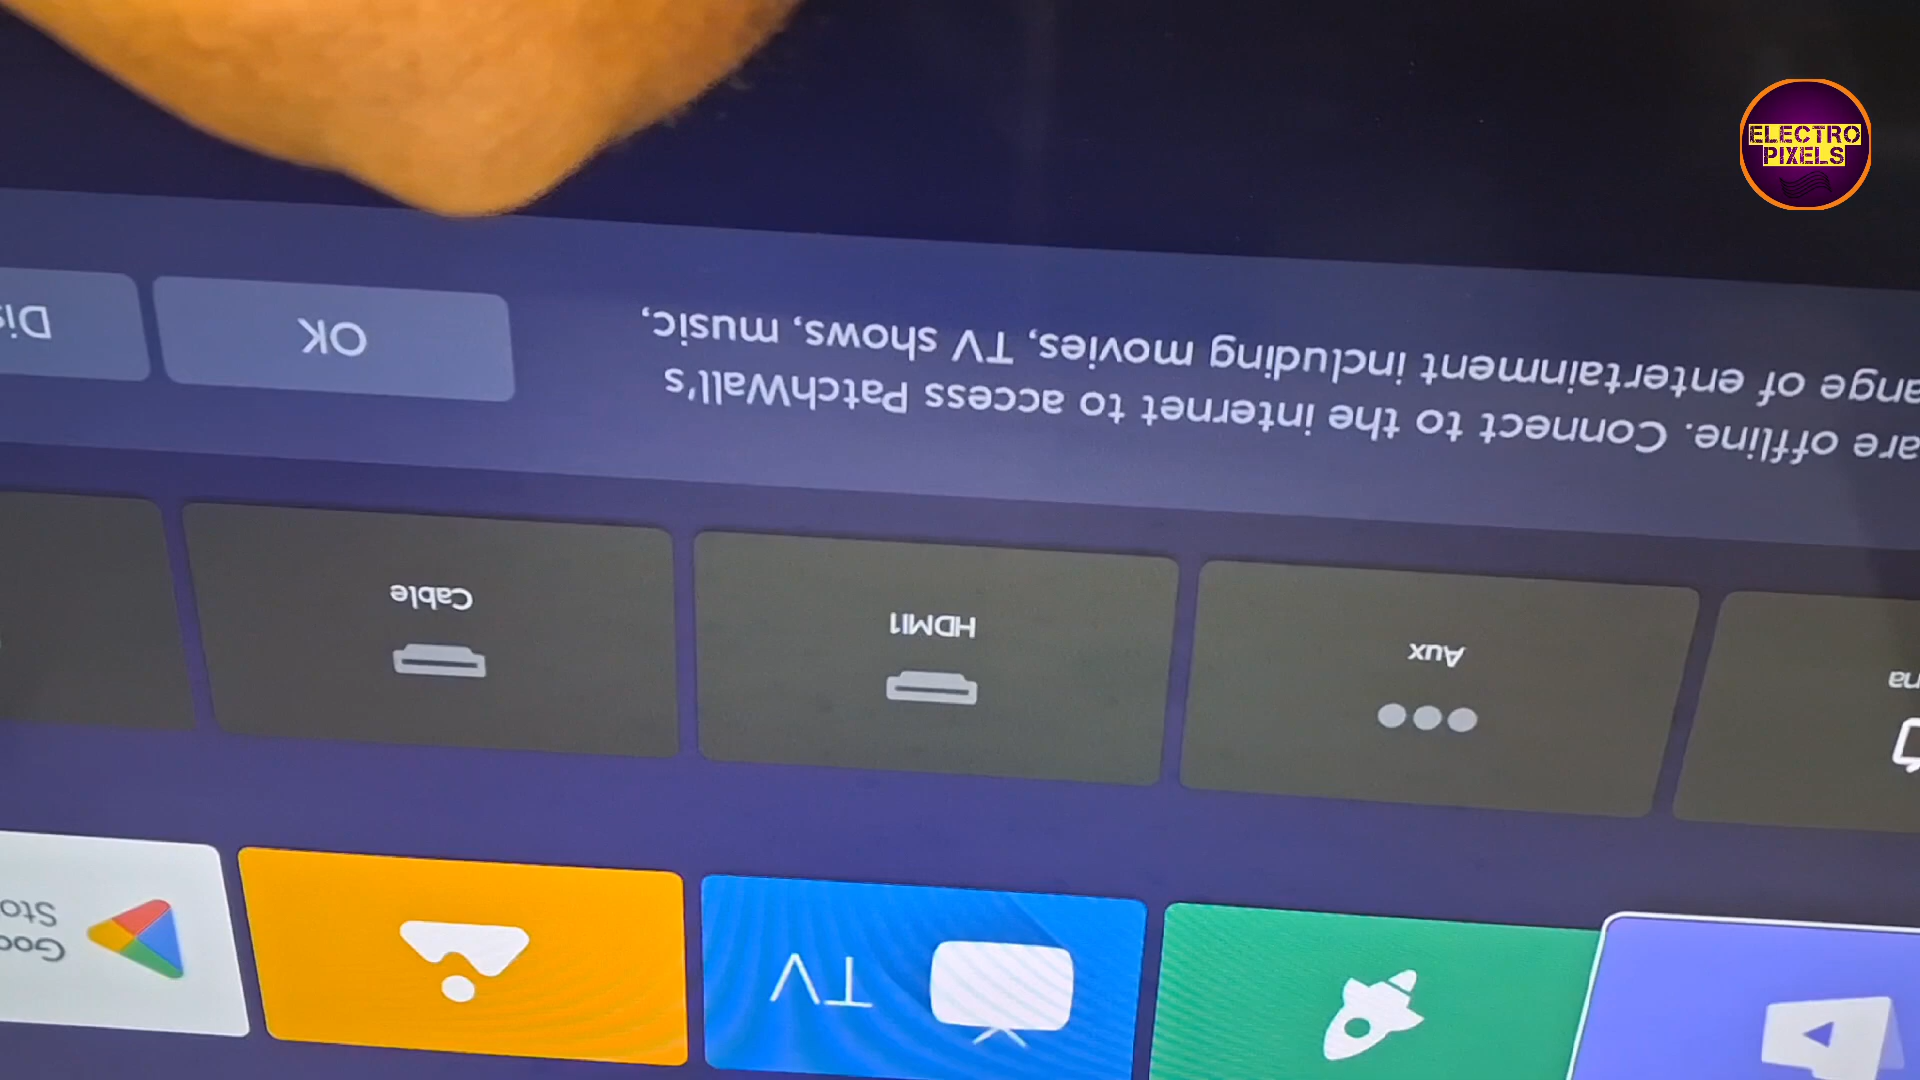 ELECTRO
PIXELS
TV
Aux
HDMI1
Cable
are offline. Connect to the internet to access PatchWall's
ange of entertainment including movies, TV shows, music,
OK